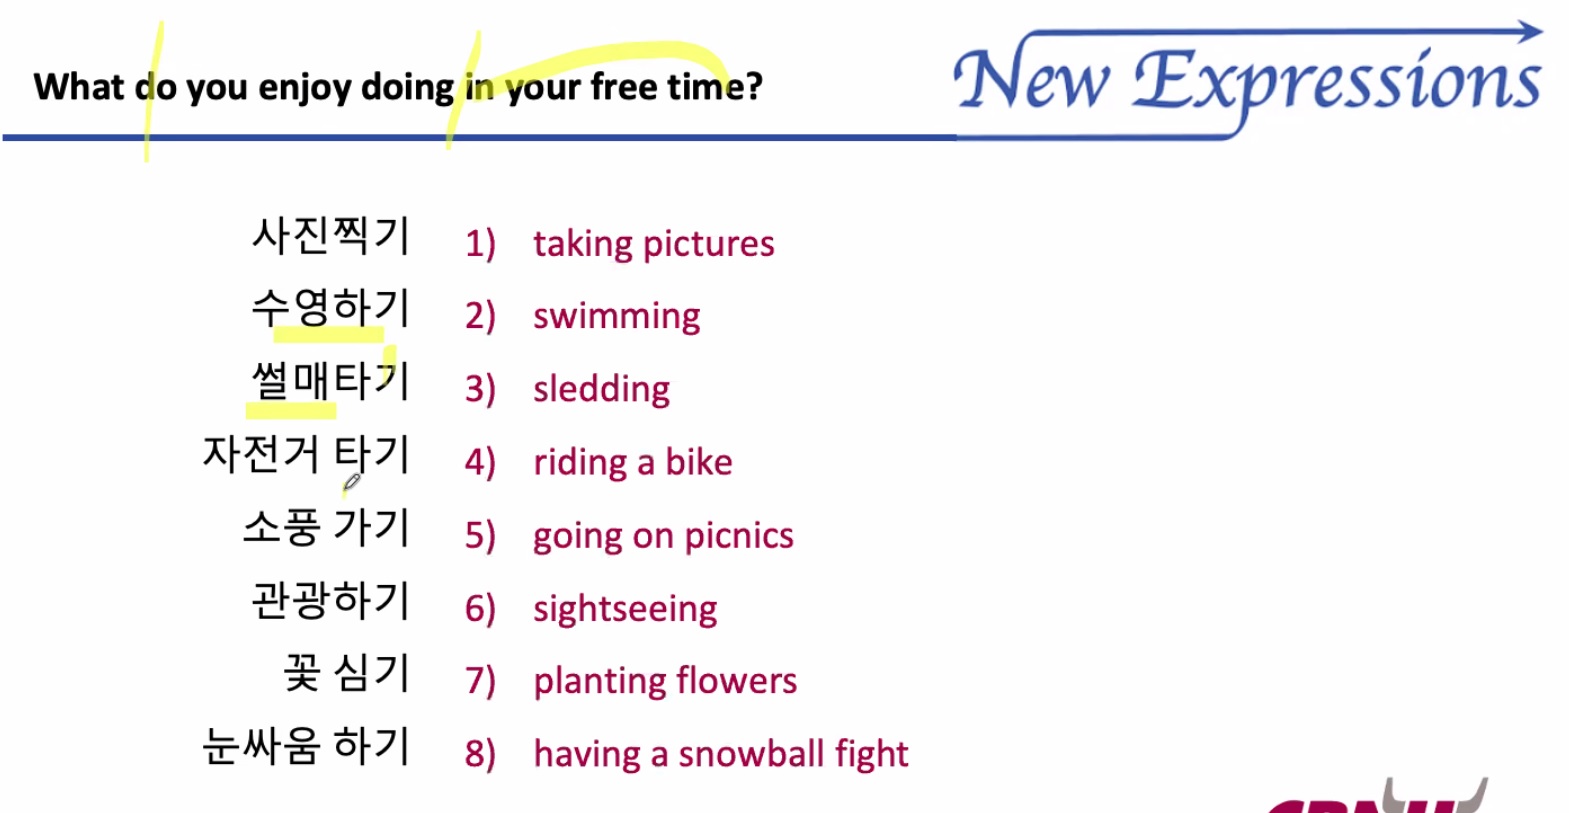 What do you enjoy doing in your free time?
New Expressions
사진찍기 1) taking pictures
수영하기 2) swimming
썰매타기 3) sledding
자전거 타기 4) riding a bike
소풍 가기 5) going on picnics
관광하기 6) sightseeing
꽃 심기 7) planting flowers
눈싸움 하기 8) having a snowball fight